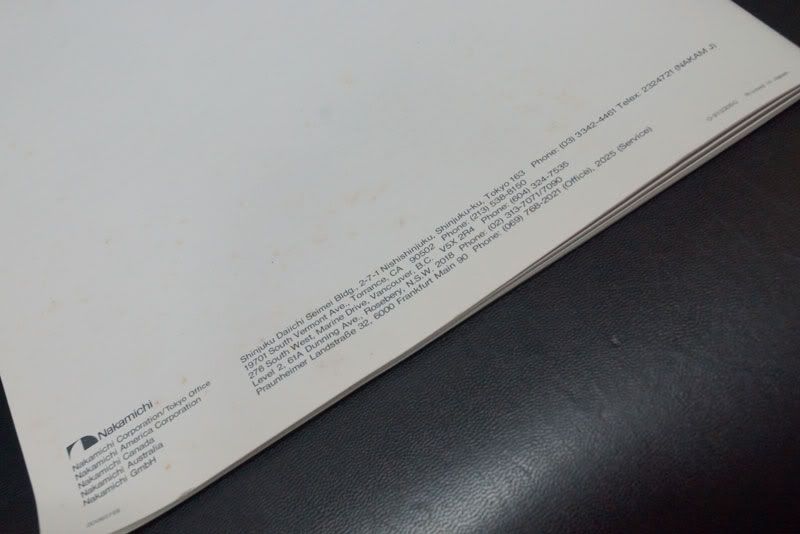 Nakamichi
Nakamichi Corporation/Tokyo Office Shinjuku Daiichi Seimei Bldg., 2-7-1 Nishishinjuku, Shinjuku-ku, Tokyo 163 Phone: (03) 3342-4461 Telex: 2324721 (NAKAM J)
Nakamichi America Corporation 19701 South Vermont Ave., Torrance, CA 90502 Phone: (213) 538-8150
Nakamichi Canada 276 South West, Marine Drive, Vancouver, B.C. V5X 2R4 Phone: (604) 324-7535
Nakamichi Australia Level 2, 61A Dunning Ave., Rosebery, N.S.W. 2018 Phone: (02) 313-7071/7090
Nakamichi GmbH Praunheimer Landstraße 32, 6000 Frankfurt Main 90 Phone: (069) 768-2021 (Office), 2025 (Service)
Printed in Japan